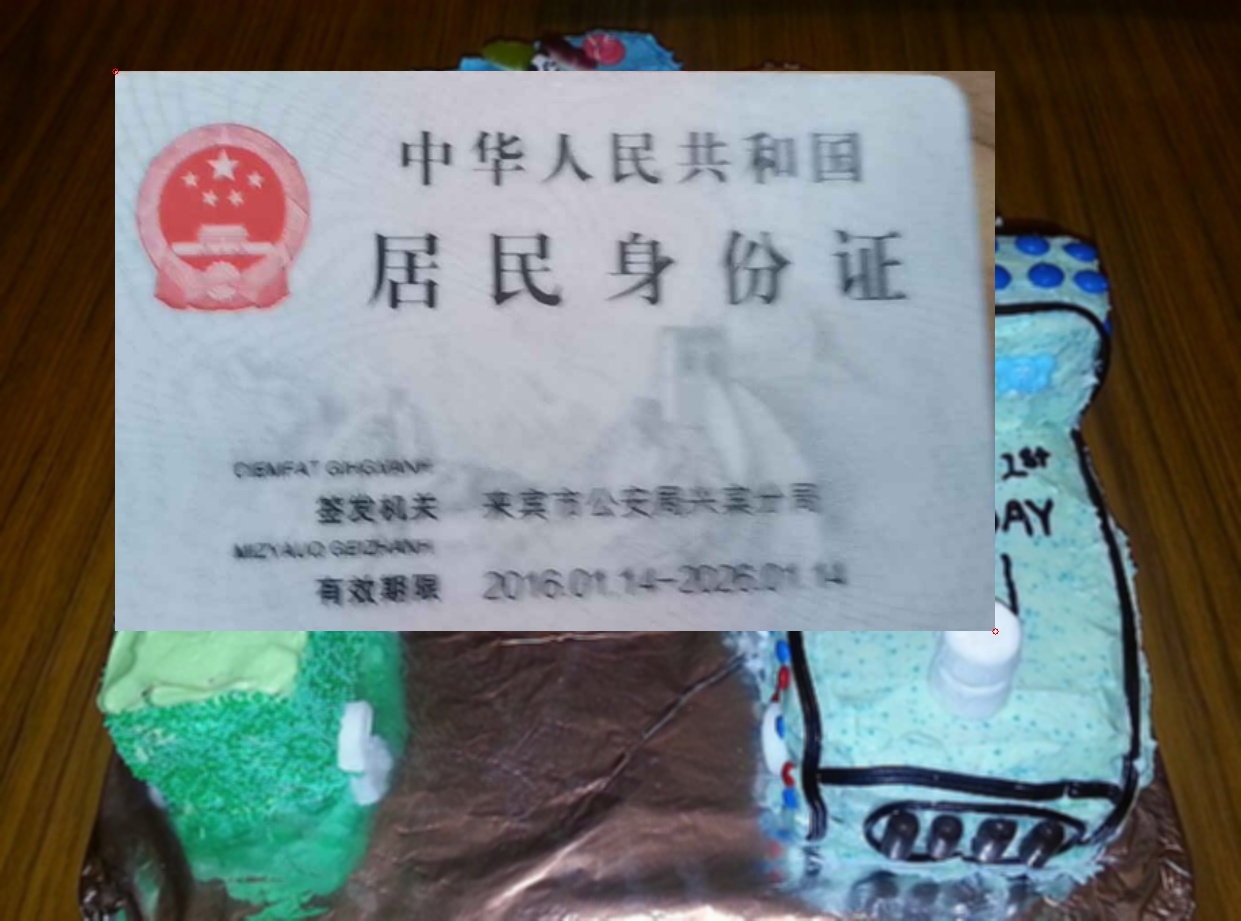 中华人民共和国
居民身份证
CIEMFAT GIHGVANH
签发机关 来宾市公安局兴宾分局
MIZYAUQ GEIZHANH
有效期限 2016.01.14-2026.01.14
1st
DAY